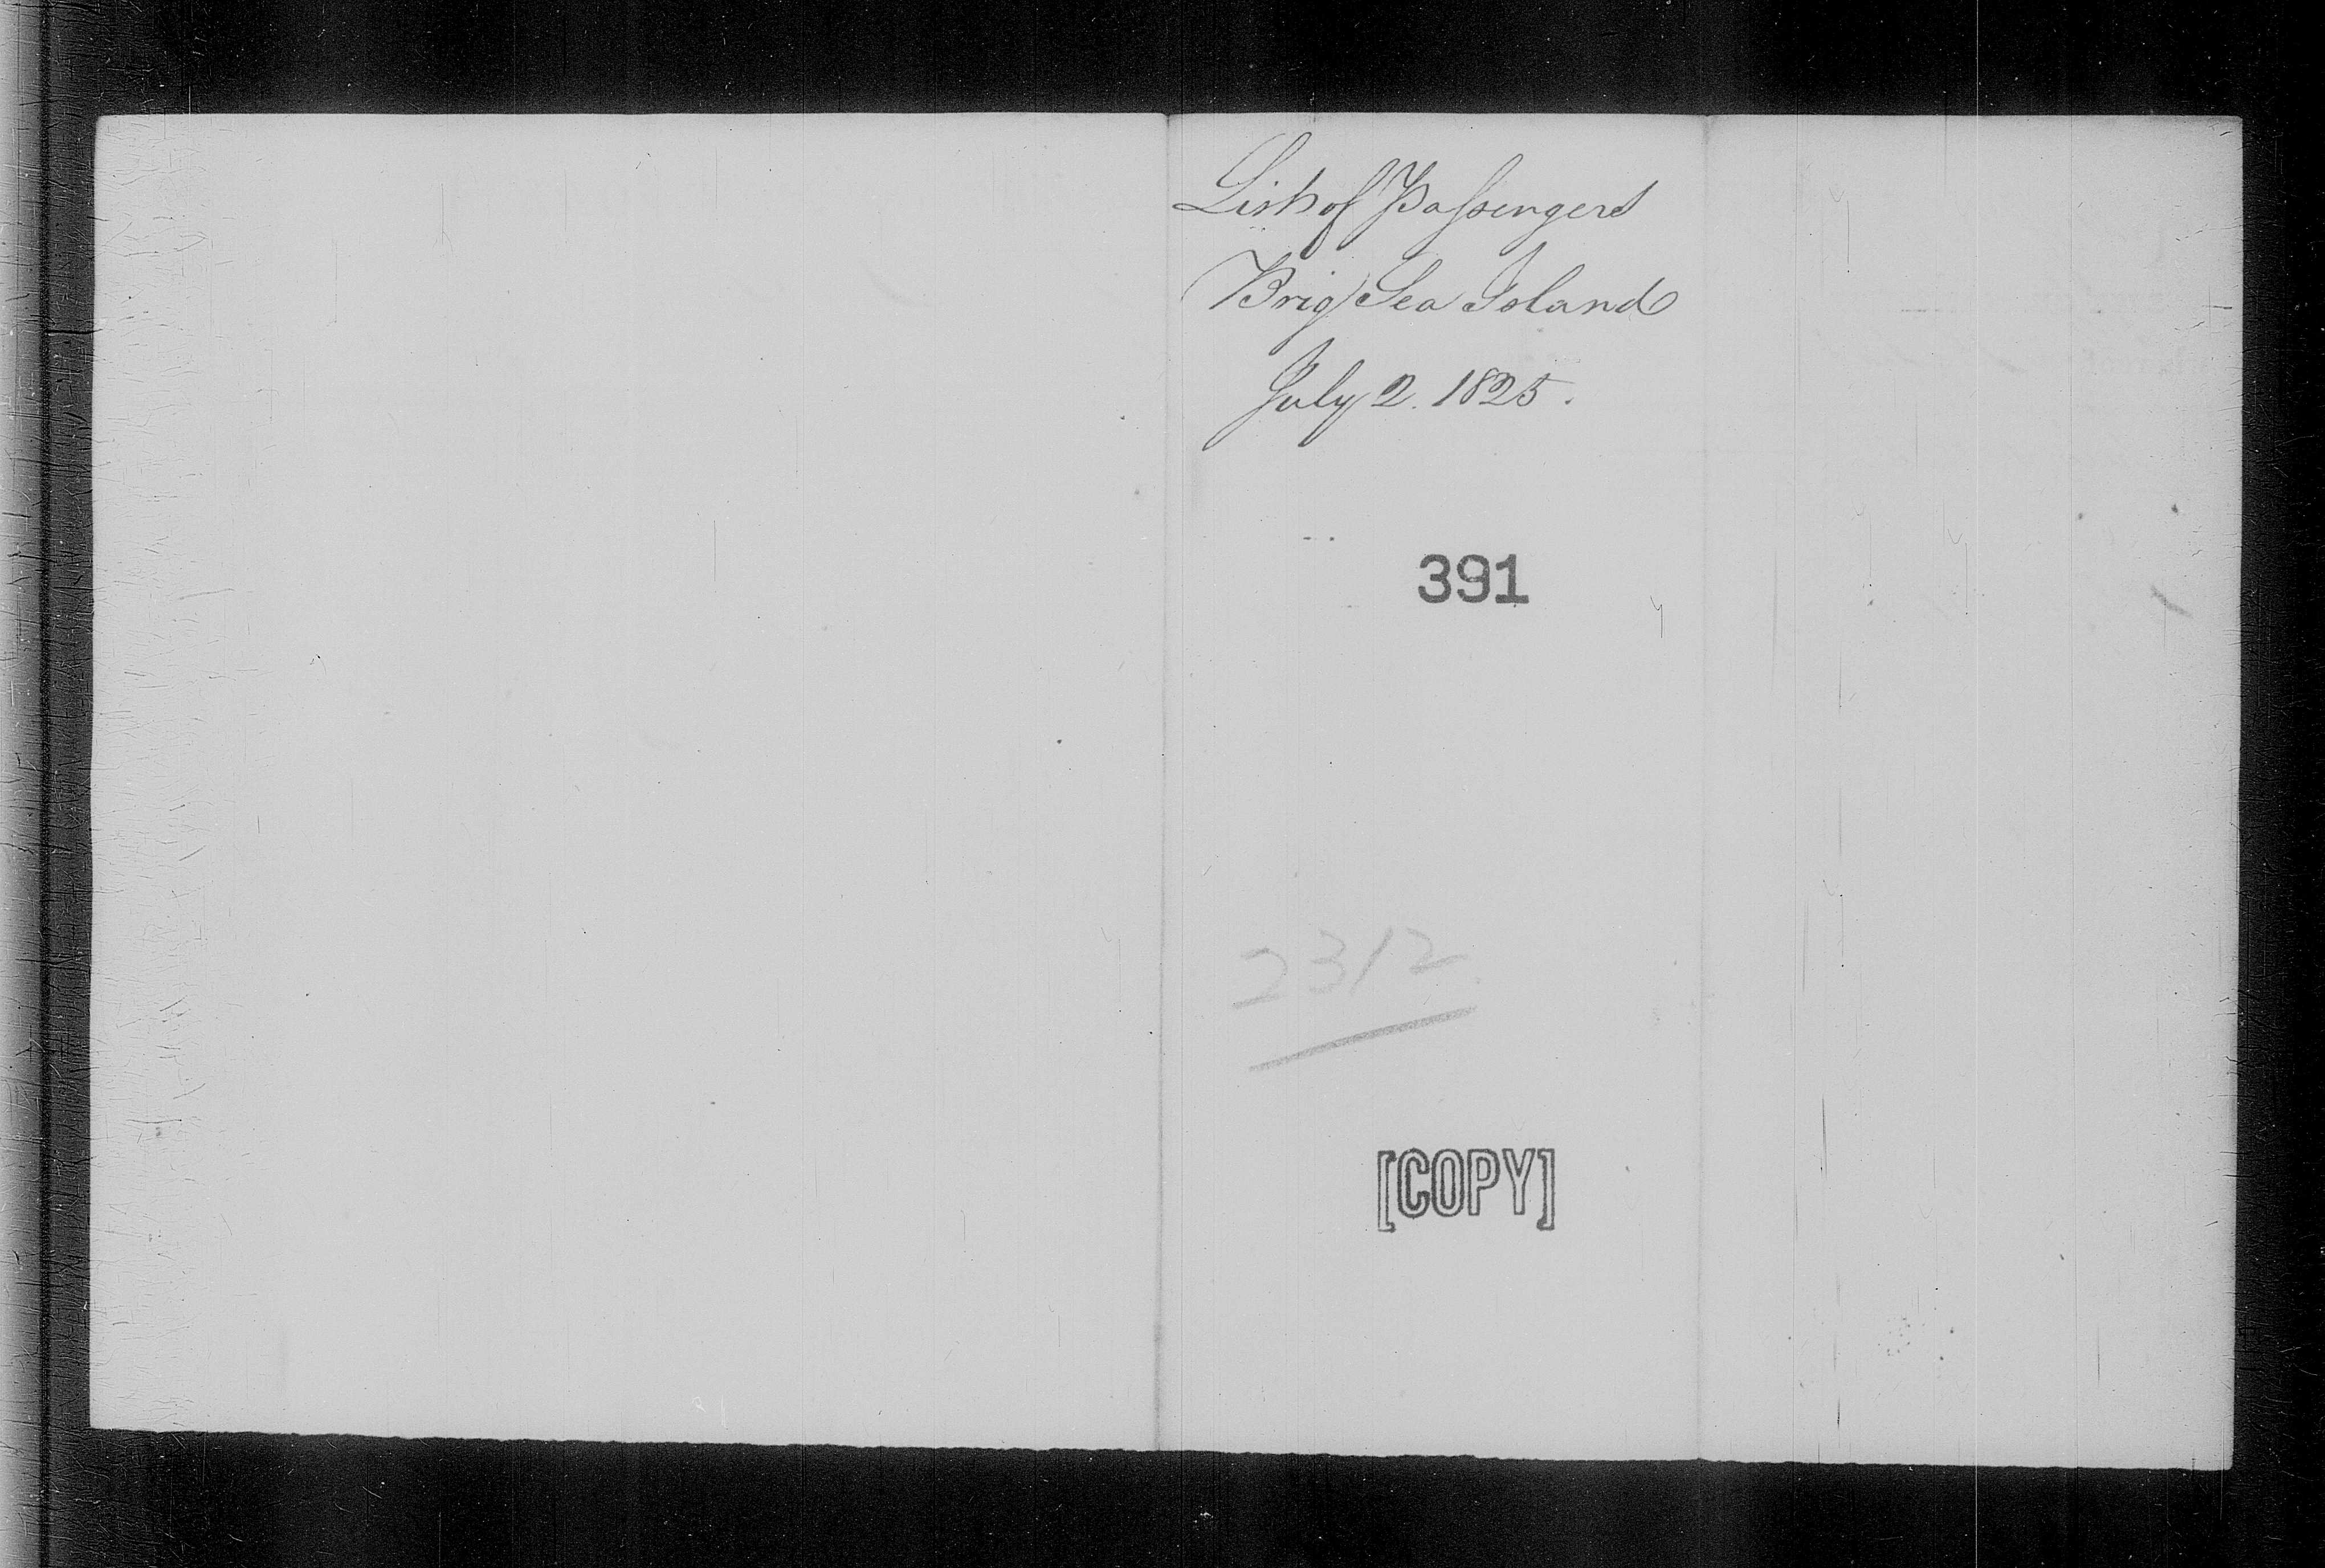 List of Passengers
Brig Sea Island
July 2. 1825.
391
2312
[COPY]